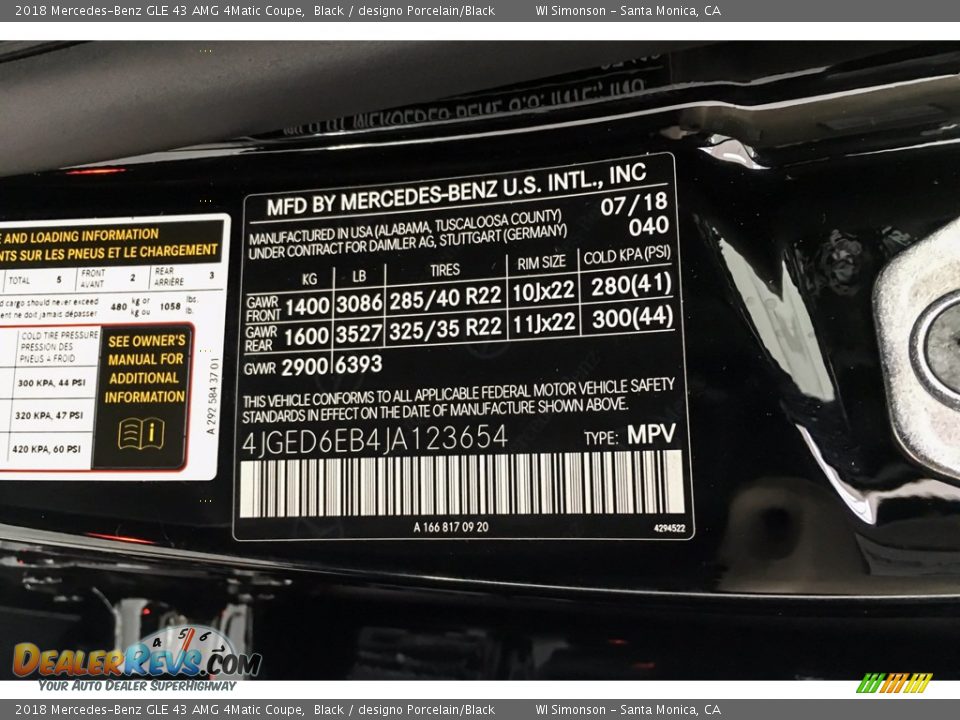 2018 Mercedes-Benz GLE 43 AMG 4Matic Coupe, Black / designo Porcelain/Black WI Simonson - Santa Monica, CA
AND LOADING INFORMATION
SUR LES PNEUS ET LE CHARGEMENT
TOTAL 5 FRONT AVANT 2 REAR ARRIÈRE 3
cargo should never exceed
ne doit jamais dépasser
480 kg or kg ou 1058 lbs. lb.
COLD TIRE PRESSURE
PRESSION DES
PNEUS À FROID
300 KPA, 44 PSI
320 KPA, 47 PSI
420 KPA, 60 PSI
SEE OWNER'S
MANUAL FOR
ADDITIONAL
INFORMATION
A 292 584 37 01
MFD BY MERCEDES-BENZ U.S. INTL., INC
MANUFACTURED IN USA (ALABAMA, TUSCALOOSA COUNTY)
UNDER CONTRACT FOR DAIMLER AG, STUTTGART (GERMANY)
07/18
040
KG LB TIRES RIM SIZE COLD KPA(PSI)
GAWR FRONT 1400 3086 285/40 R22 10Jx22 280(41)
GAWR REAR 1600 3527 325/35 R22 11Jx22 300(44)
GVWR 2900 6393
THIS VEHICLE CONFORMS TO ALL APPLICABLE FEDERAL MOTOR VEHICLE SAFETY
STANDARDS IN EFFECT ON THE DATE OF MANUFACTURE SHOWN ABOVE.
4JGED6EB4JA123654 TYPE: MPV
A 166 817 09 20 4294522
DEALERREVS.COM
YOUR AUTO DEALER SUPERHIGHWAY
2018 Mercedes-Benz GLE 43 AMG 4Matic Coupe, Black / designo Porcelain/Black WI Simonson - Santa Monica, CA